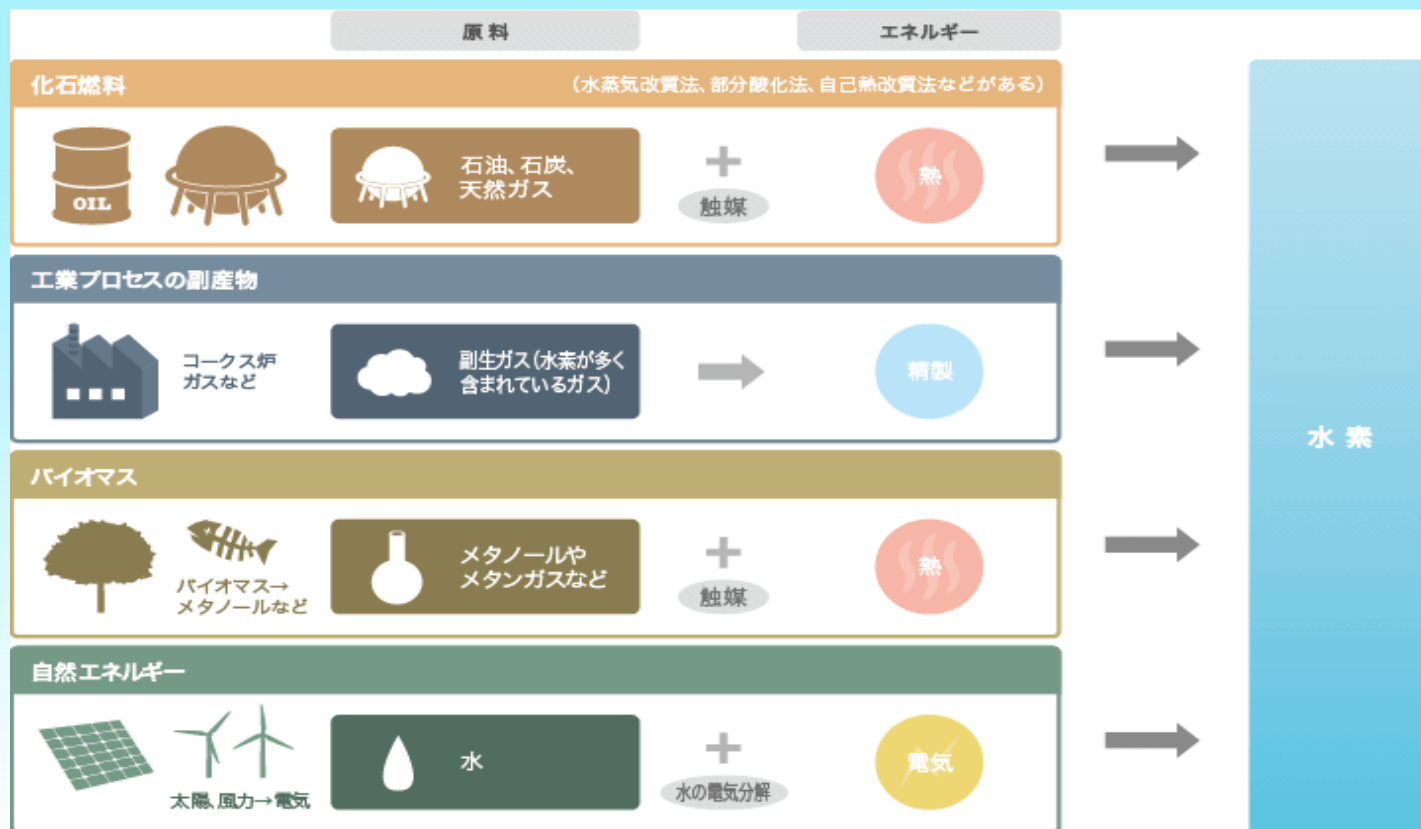 原料
エネルギー
化石燃料
(水蒸気改質法、部分酸化法、自己熱改質法などがある)
OIL
石油、石炭、
天然ガス
+
触媒
熱
工業プロセスの副産物
コークス炉
ガスなど
副生ガス(水素が多く
含まれているガス)
精製
水素
バイオマス
バイオマス→
メタノールなど
メタノールや
メタンガスなど
+
触媒
熱
自然エネルギー
太陽、風力→電気
水
+
水の電気分解
電気